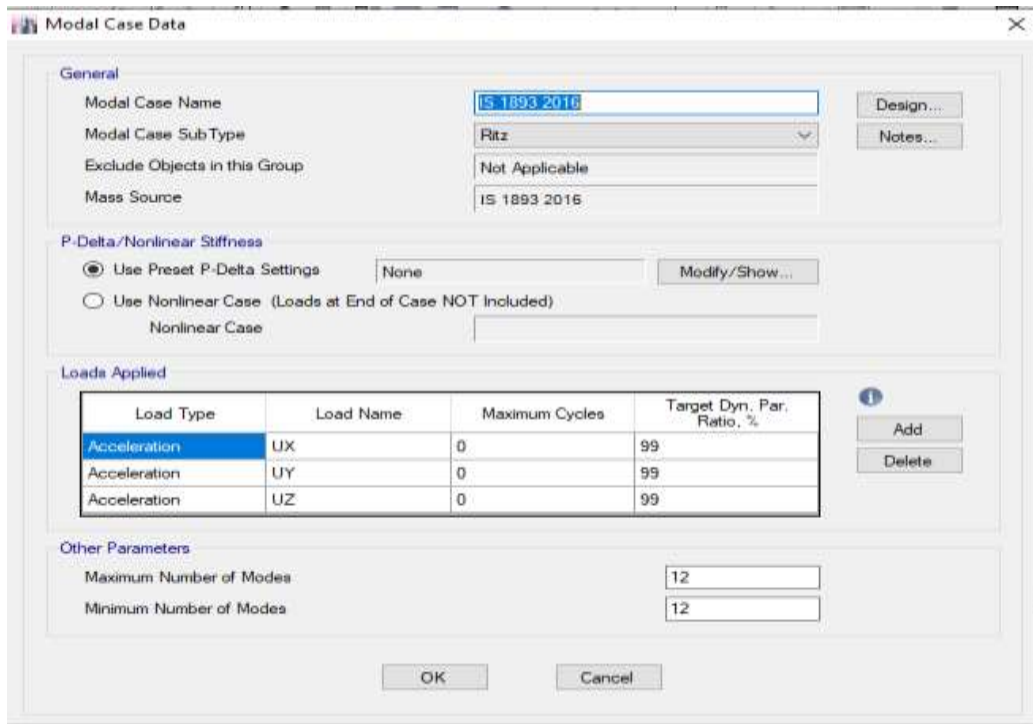 Modal Case Data
General
Modal Case Name IS 1893 2016 Design...
Modal Case SubType Ritz Notes...
Exclude Objects in this Group Not Applicable
Mass Source IS 1893 2016
P-Delta/Nonlinear Stiffness
Use Preset P-Delta Settings None Modify/Show...
Use Nonlinear Case (Loads at End of Case NOT Included)
Nonlinear Case
Loads Applied
Load Type Load Name Maximum Cycles Target Dyn. Par. Ratio, %
Acceleration UX 0 99
Acceleration UY 0 99
Acceleration UZ 0 99
Add
Delete
Other Parameters
Maximum Number of Modes 12
Minimum Number of Modes 12
OK Cancel